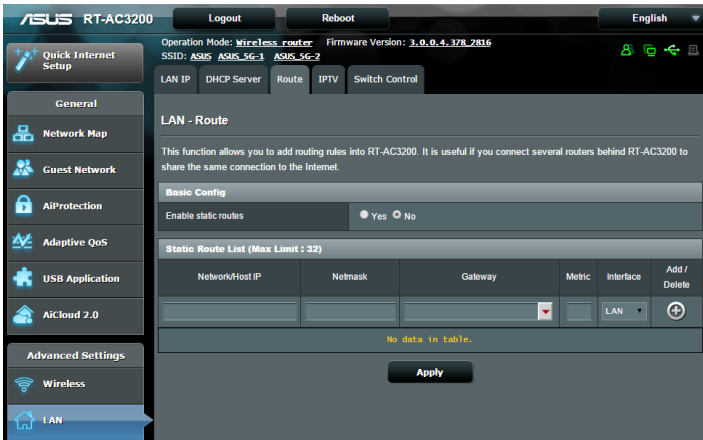 ASUS RT-AC3200 Logout Reboot English
Quick Internet Setup
Operation Mode: Wireless router Firmware Version: 3.0.0.4.378_2816
SSID: ASUS ASUS_5G-1 ASUS_5G-2
LAN IP DHCP Server Route IPTV Switch Control
General
Network Map
Guest Network
AiProtection
Adaptive QoS
USB Application
AiCloud 2.0
Advanced Settings
Wireless
LAN
LAN - Route
This function allows you to add routing rules into RT-AC3200. It is useful if you connect several routers behind RT-AC3200 to
share the same connection to the Internet.
Basic Config
Enable static routes Yes No
Static Route List (Max Limit : 32)
Network/Host IP Netmask Gateway Metric Interface Add / Delete
LAN
No data in table.
Apply